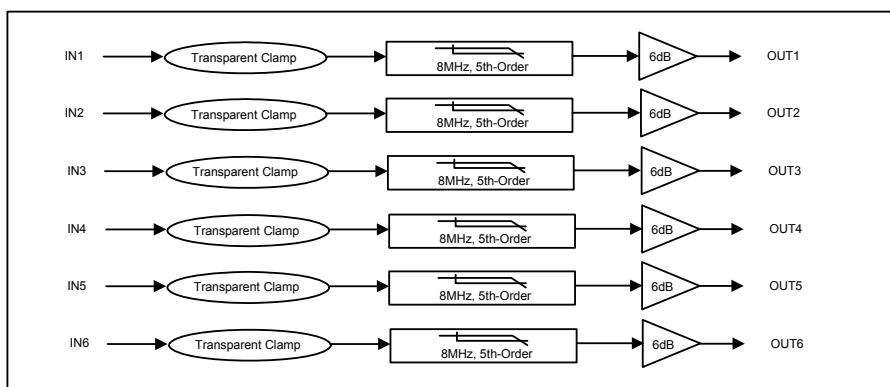 IN1 Transparent Clamp 8MHz, 5th-Order 6dB OUT1
IN2 Transparent Clamp 8MHz, 5th-Order 6dB OUT2
IN3 Transparent Clamp 8MHz, 5th-Order 6dB OUT3
IN4 Transparent Clamp 8MHz, 5th-Order 6dB OUT4
IN5 Transparent Clamp 8MHz, 5th-Order 6dB OUT5
IN6 Transparent Clamp 8MHz, 5th-Order 6dB OUT6